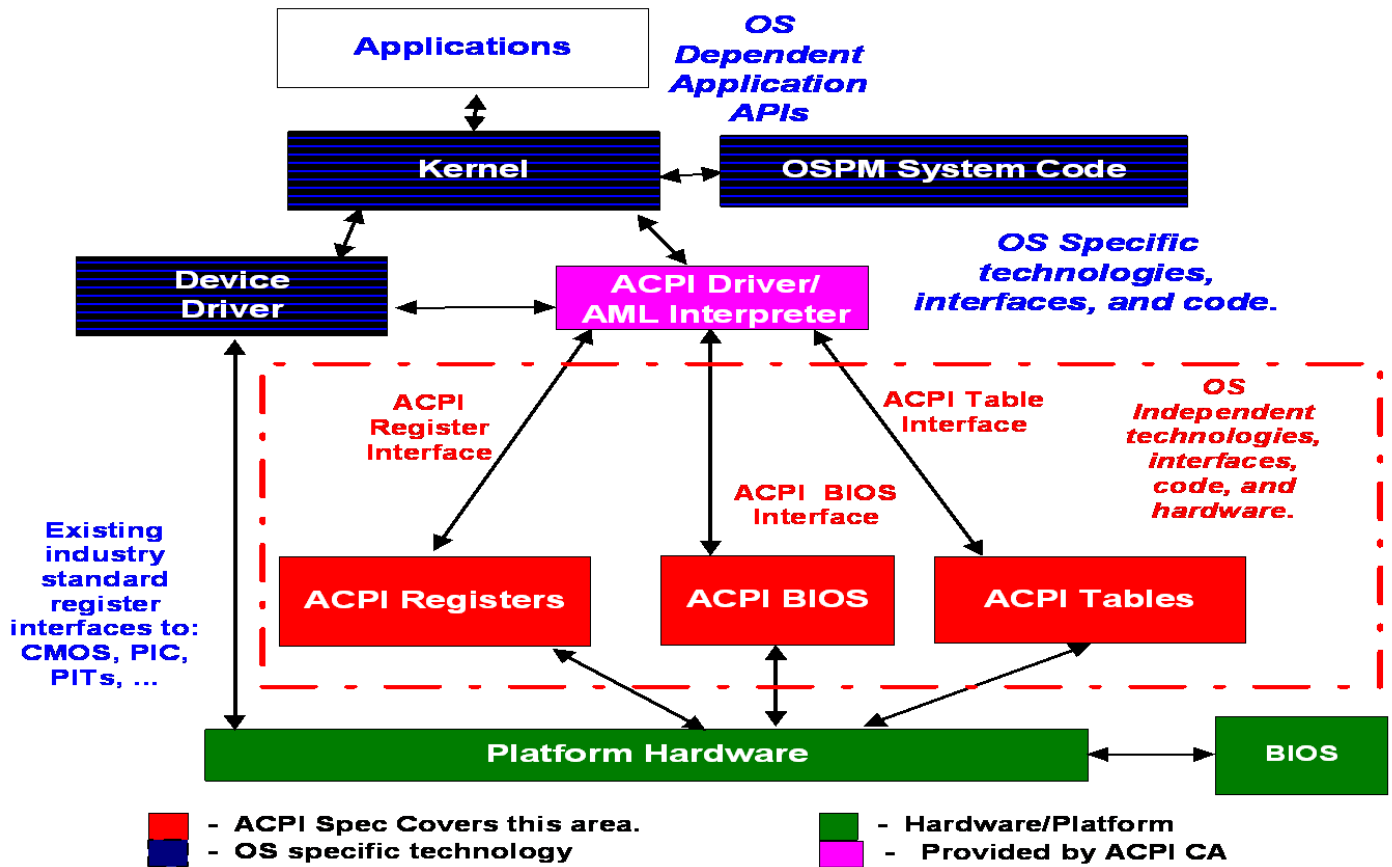 Applications
OS
Dependent
Application
APIs
Kernel
OSPM System Code
OS Specific
technologies,
interfaces, and code.
Device
Driver
ACPI Driver/
AML Interpreter
ACPI
Register
Interface
ACPI Table
Interface
OS
Independent
technologies,
interfaces,
code, and
hardware.
ACPI BIOS
Interface
Existing
industry
standard
register
interfaces to:
CMOS, PIC,
PITs, ...
ACPI Registers
ACPI BIOS
ACPI Tables
Platform Hardware
BIOS
- ACPI Spec Covers this area.
- OS specific technology
- Hardware/Platform
- Provided by ACPI CA